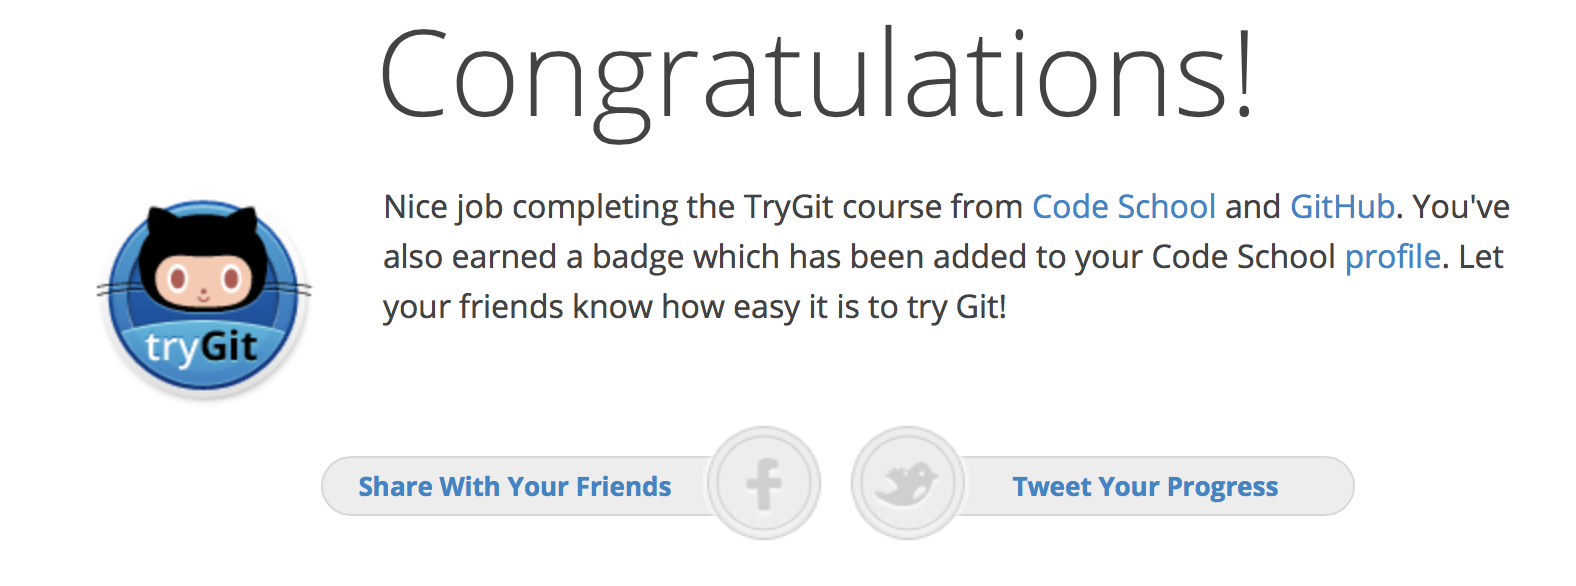 Congratulations!
Nice job completing the TryGit course from Code School and GitHub. You've
also earned a badge which has been added to your Code School profile. Let
your friends know how easy it is to try Git!
tryGit
Share With Your Friends
Tweet Your Progress